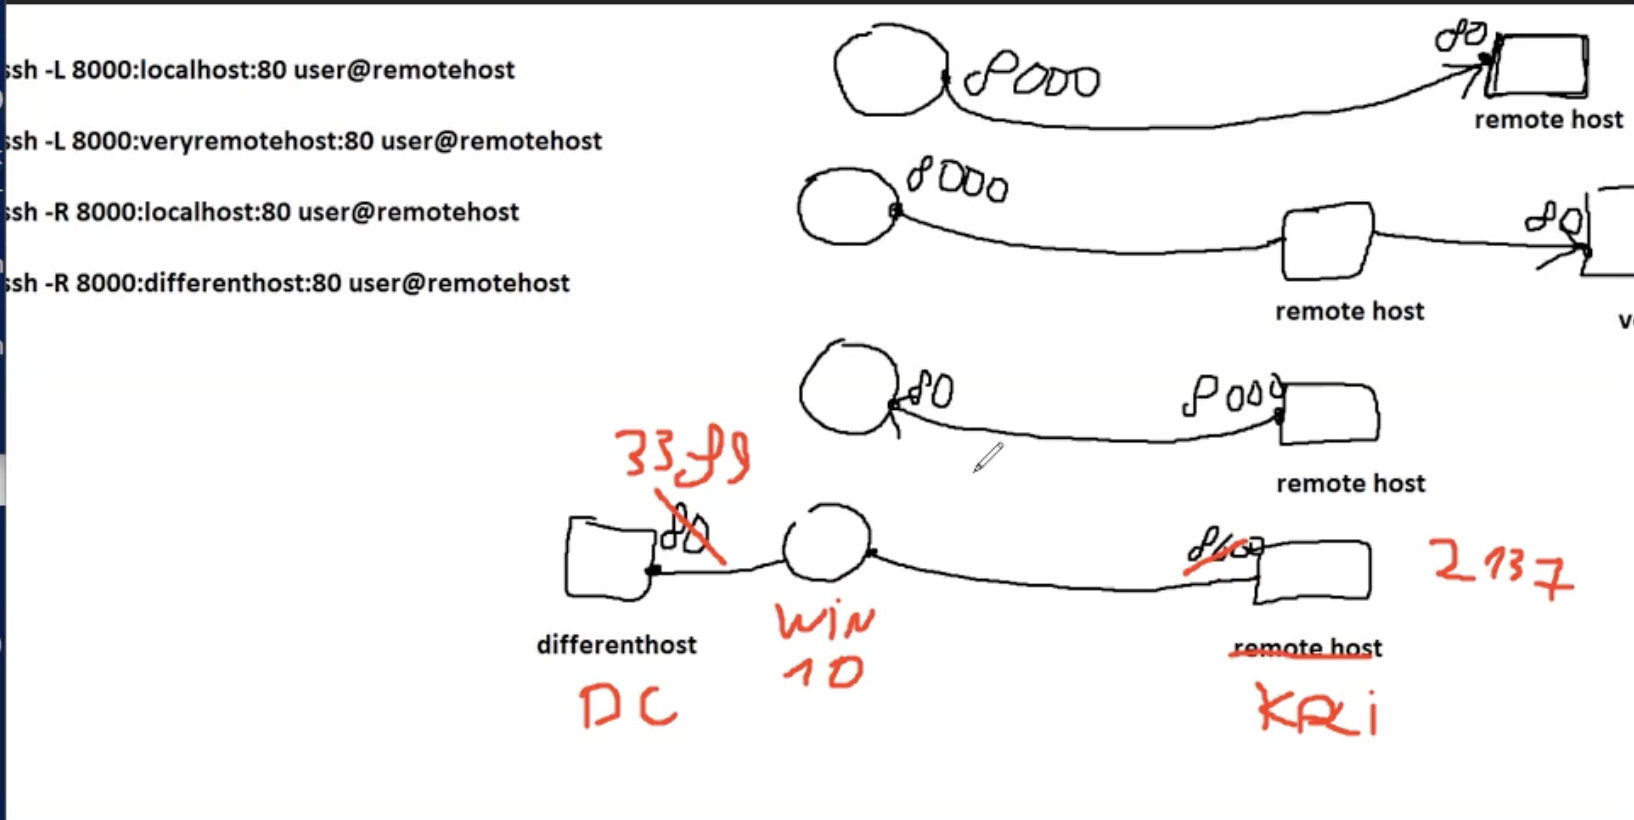 ssh -L 8000:localhost:80 user@remotehost
8000
80
remote host
ssh -L 8000:veryremotehost:80 user@remotehost
8000
80
remote host
v
ssh -R 8000:localhost:80 user@remotehost
80
8000
remote host
ssh -R 8000:differenthost:80 user@remotehost
3389
80
2137
differenthost
WiN
10
remote host
DC
KALi